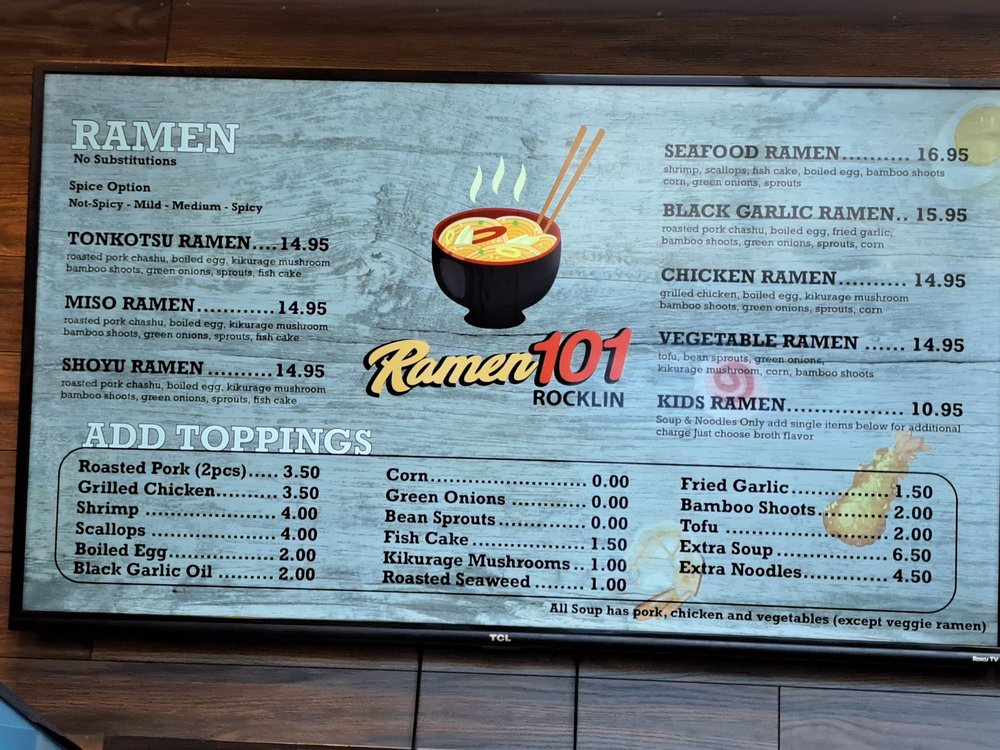 RAMEN
No Substitutions
Spice Option
Not-Spicy - Mild - Medium - Spicy
TONKOTSU RAMEN....14.95
roasted pork chashu, boiled egg, kikurage mushroom
bamboo shoots, green onions, sprouts, fish cake
MISO RAMEN............14.95
roasted pork chashu, boiled egg, kikurage mushroom
bamboo shoots, green onions, sprouts, fish cake
SHOYU RAMEN ..........14.95
roasted pork chashu, boiled egg, kikurage mushroom
bamboo shoots, green onions, sprouts, fish cake
Ramen101
ROCKLIN
SEAFOOD RAMEN.......... 16.95
shrimp, scallops, fish cake, boiled egg, bamboo shoots
corn, green onions, sprouts
BLACK GARLIC RAMEN.. 15.95
roasted pork chashu, boiled egg, fried garlic,
bamboo shoots, green onions, sprouts, corn
CHICKEN RAMEN.......... 14.95
grilled chicken, boiled egg, kikurage mushroom
bamboo shoots, green onions, sprouts, corn
VEGETABLE RAMEN ...... 14.95
tofu, bean sprouts, green onions,
kikurage mushroom, corn, bamboo shoots
KIDS RAMEN................. 10.95
Soup & Noodles Only add single items below for additional
charge Just choose broth flavor
ADD TOPPINGS
Roasted Pork (2pcs)..... 3.50
Grilled Chicken.......... 3.50
Shrimp ................... 4.00
Scallops ................. 4.00
Boiled Egg................ 2.00
Black Garlic Oil ......... 2.00
Corn........................ 0.00
Green Onions ............ 0.00
Bean Sprouts............. 0.00
Fish Cake................. 1.50
Kikurage Mushrooms.. 1.00
Roasted Seaweed ........ 1.00
Fried Garlic...............1.50
Bamboo Shoots.......... 2.00
Tofu ....................... 2.00
Extra Soup ............... 6.50
Extra Noodles............ 4.50
All Soup has pork, chicken and vegetables (except veggie ramen)
TCL
Roku TV